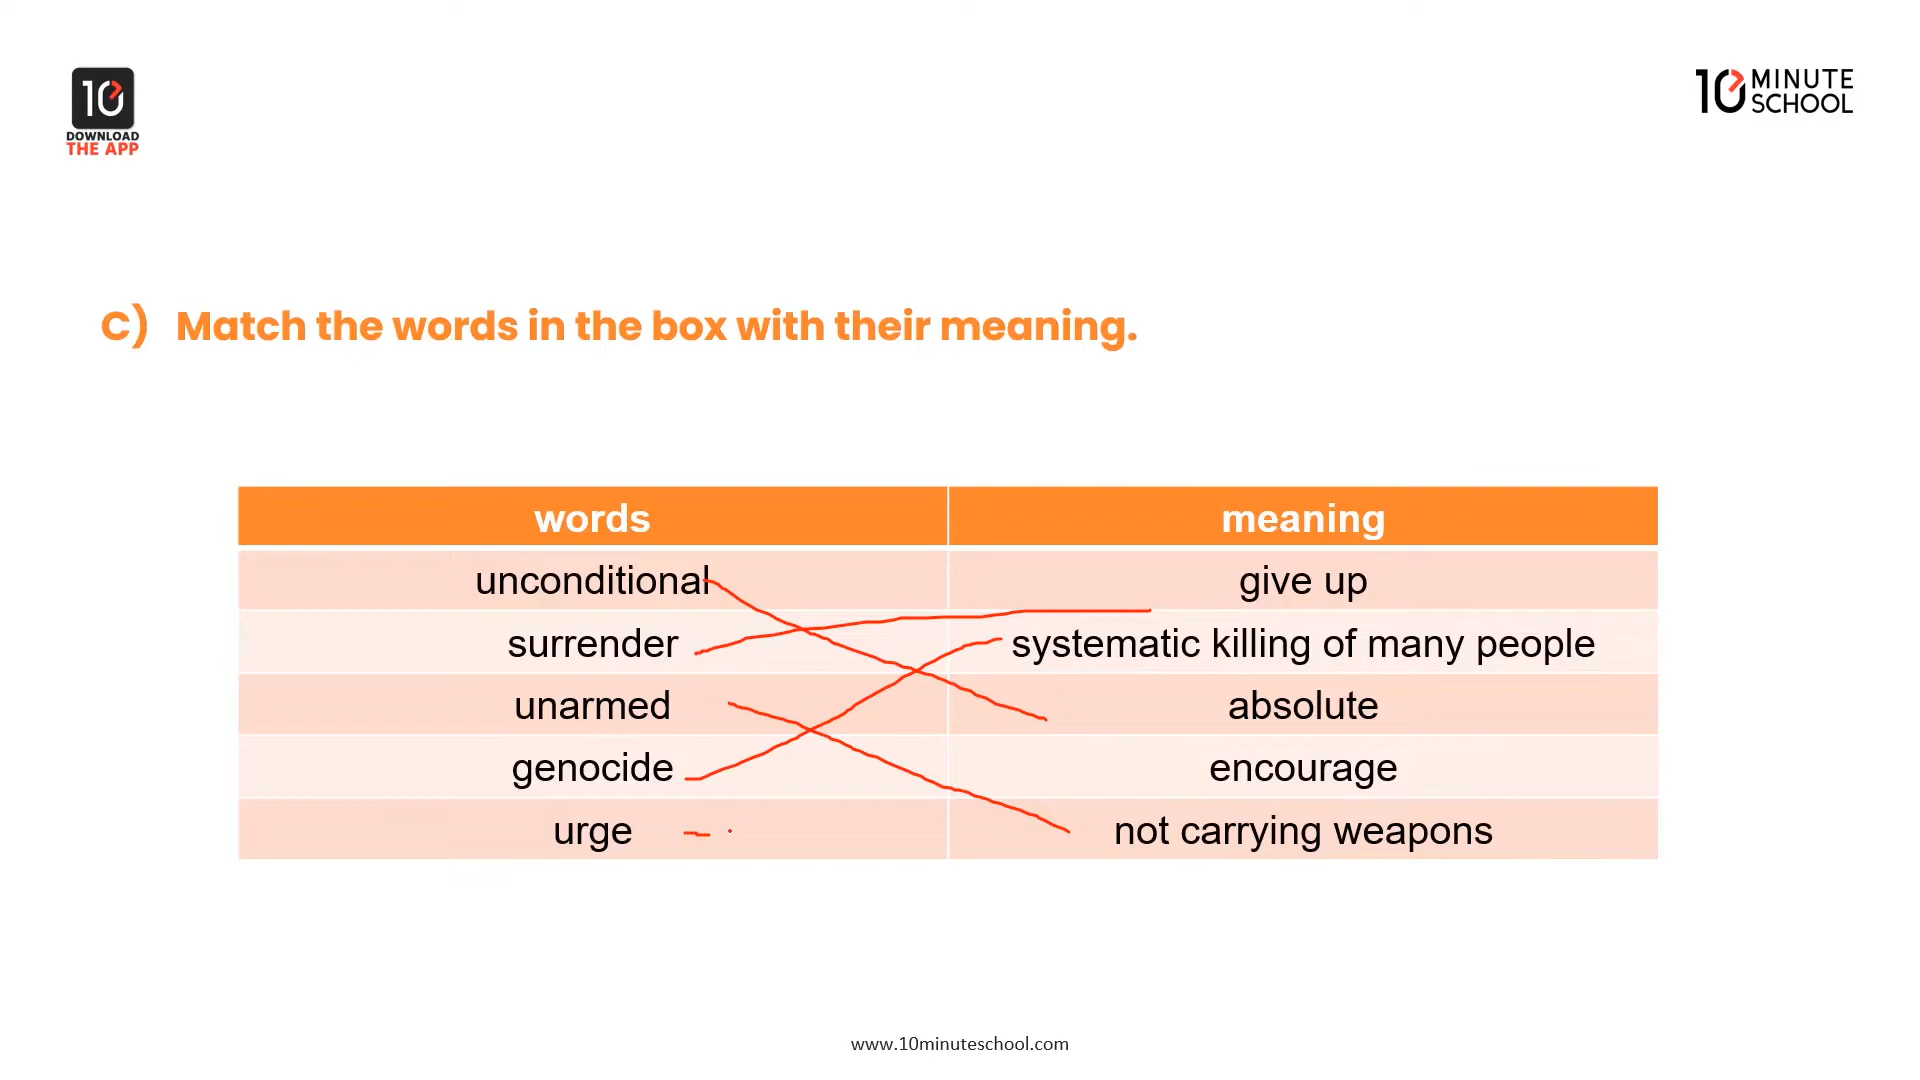 10
DOWNLOAD
THE APP
10 MINUTE
SCHOOL
C) Match the words in the box with their meaning.
words meaning
unconditional give up
surrender systematic killing of many people
unarmed absolute
genocide encourage
urge not carrying weapons
www.10minuteschool.com